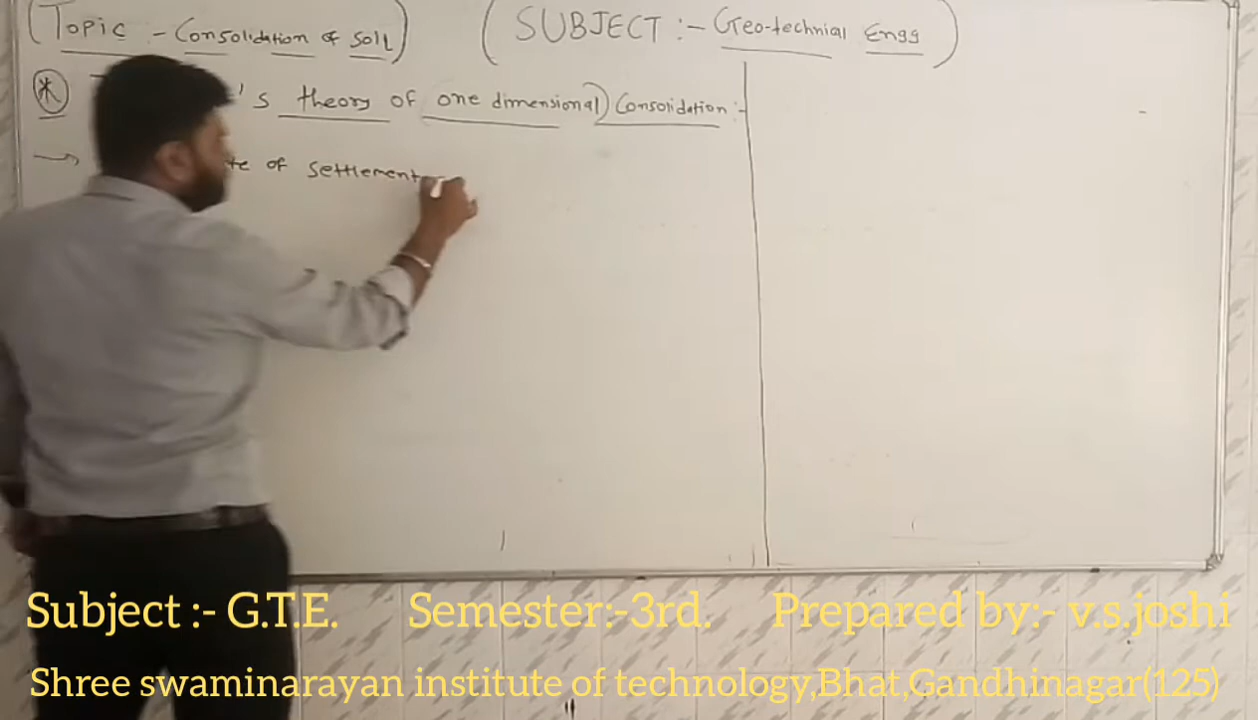 (Topic - Consolidation of Soil) (SUBJECT :- Geo-technial Engg)
's theory of one dimensional) Consolidation :-
→ te of settlement
Subject :- G.T.E. Semester:-3rd. Prepared by:- v.s.joshi
Shree swaminarayan institute of technology,Bhat,Gandhinagar(125)